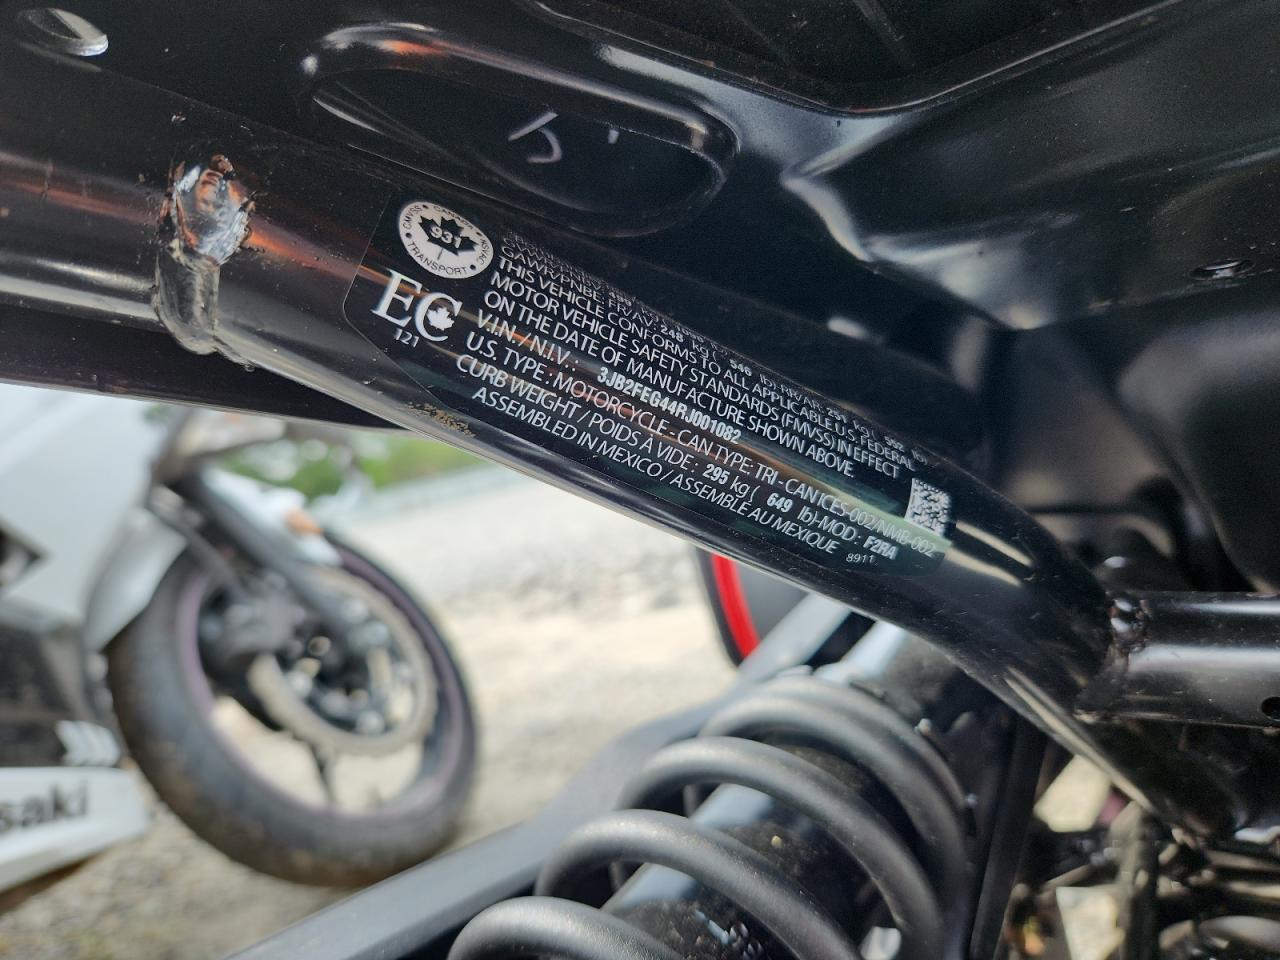 CANADA
CMVSS
931
NSVAC
TRANSPORT
EC
121
GAWR/PNBE: FR/AV: 248 kg ( 546 lb) RR/AR: 251 kg (
THIS VEHICLE CONFORMS TO ALL APPLICABLE U.S. FEDERAL
MOTOR VEHICLE SAFETY STANDARDS (FMVSS) IN EFFECT
ON THE DATE OF MANUFACTURE SHOWN ABOVE.
V.I.N. / N.I.V.: 3JB2FEG44RJ001082
U.S. TYPE : MOTORCYCLE - CAN TYPE: TRI - CAN ICES-002/NMB-002
CURB WEIGHT / POIDS À VIDE : 295 kg ( 649 lb)-MOD : F2RA
ASSEMBLED IN MEXICO / ASSEMBLÉ AU MEXIQUE 8911
saki